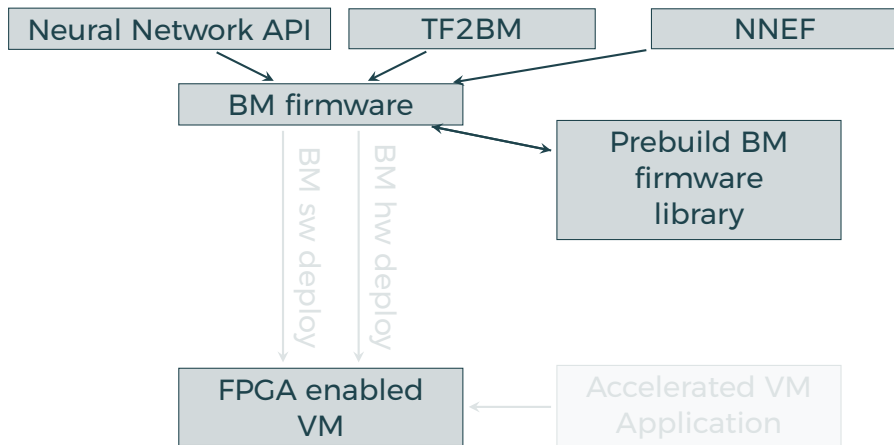 Neural Network API
TF2BM
NNEF
BM firmware
Prebuild BM
firmware
library
BM sw deploy
BM hw deploy
FPGA enabled
VM
Accelerated VM
Application